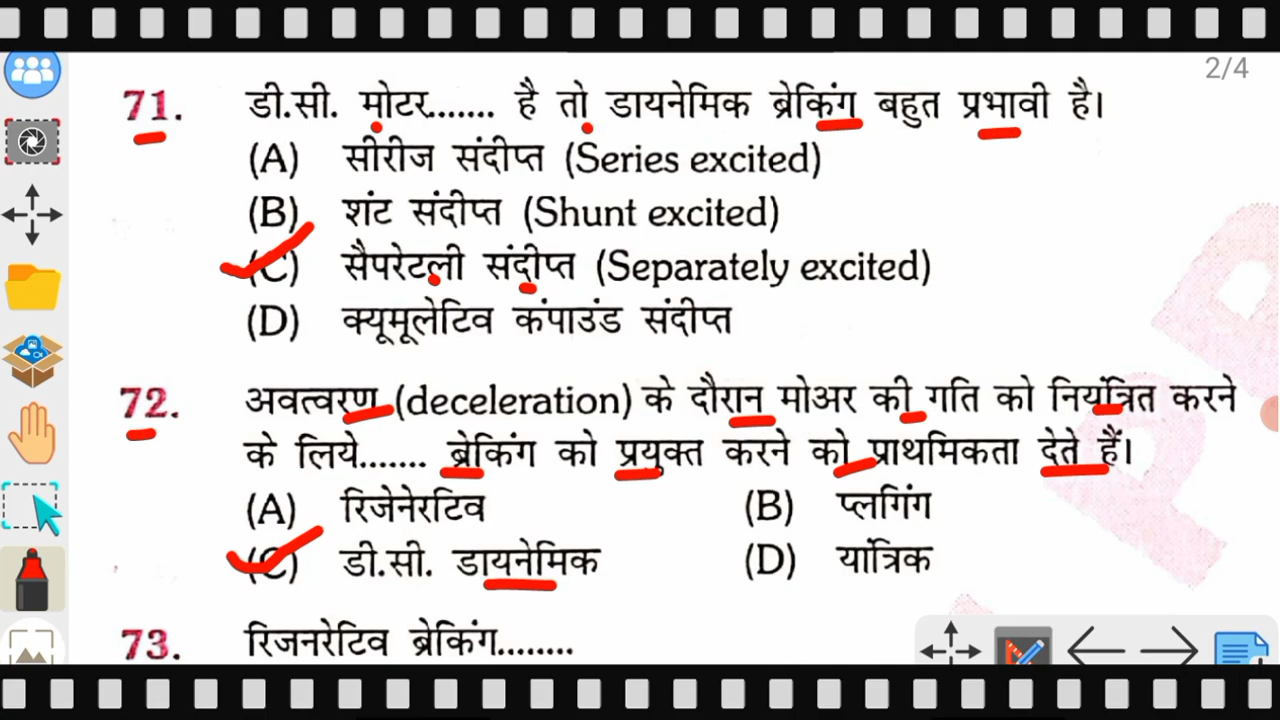 2/4
71. डी.सी. मोटर....... है तो डायनेमिक ब्रेकिंग बहुत प्रभावी है।
(A) सीरीज संदीप्त (Series excited)
(B) शंट संदीप्त (Shunt excited)
(C) सैपरेटली संदीप्त (Separately excited)
(D) क्यूमूलेटिव कंपाउंड संदीप्त
72. अवत्वरण (deceleration) के दौरान मोअर की गति को नियंत्रित करने
के लिये....... ब्रेकिंग को प्रयुक्त करने को प्राथमिकता देते हैं।
(A) रिजेनेरटिव (B) प्लगिंग
(C) डी.सी. डायनेमिक (D) यांत्रिक
73. रिजनरेटिव ब्रेकिंग........